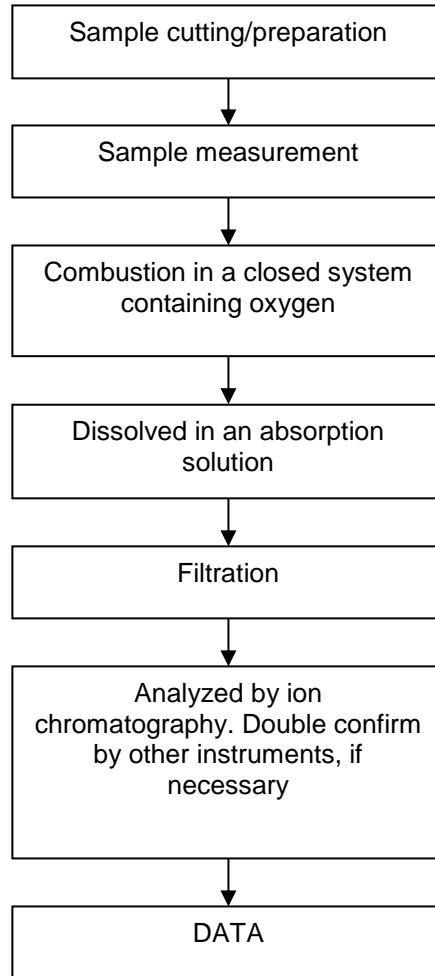 Sample cutting/preparation
Sample measurement
Combustion in a closed system
containing oxygen
Dissolved in an absorption
solution
Filtration
Analyzed by ion
chromatography. Double confirm
by other instruments, if
necessary
DATA